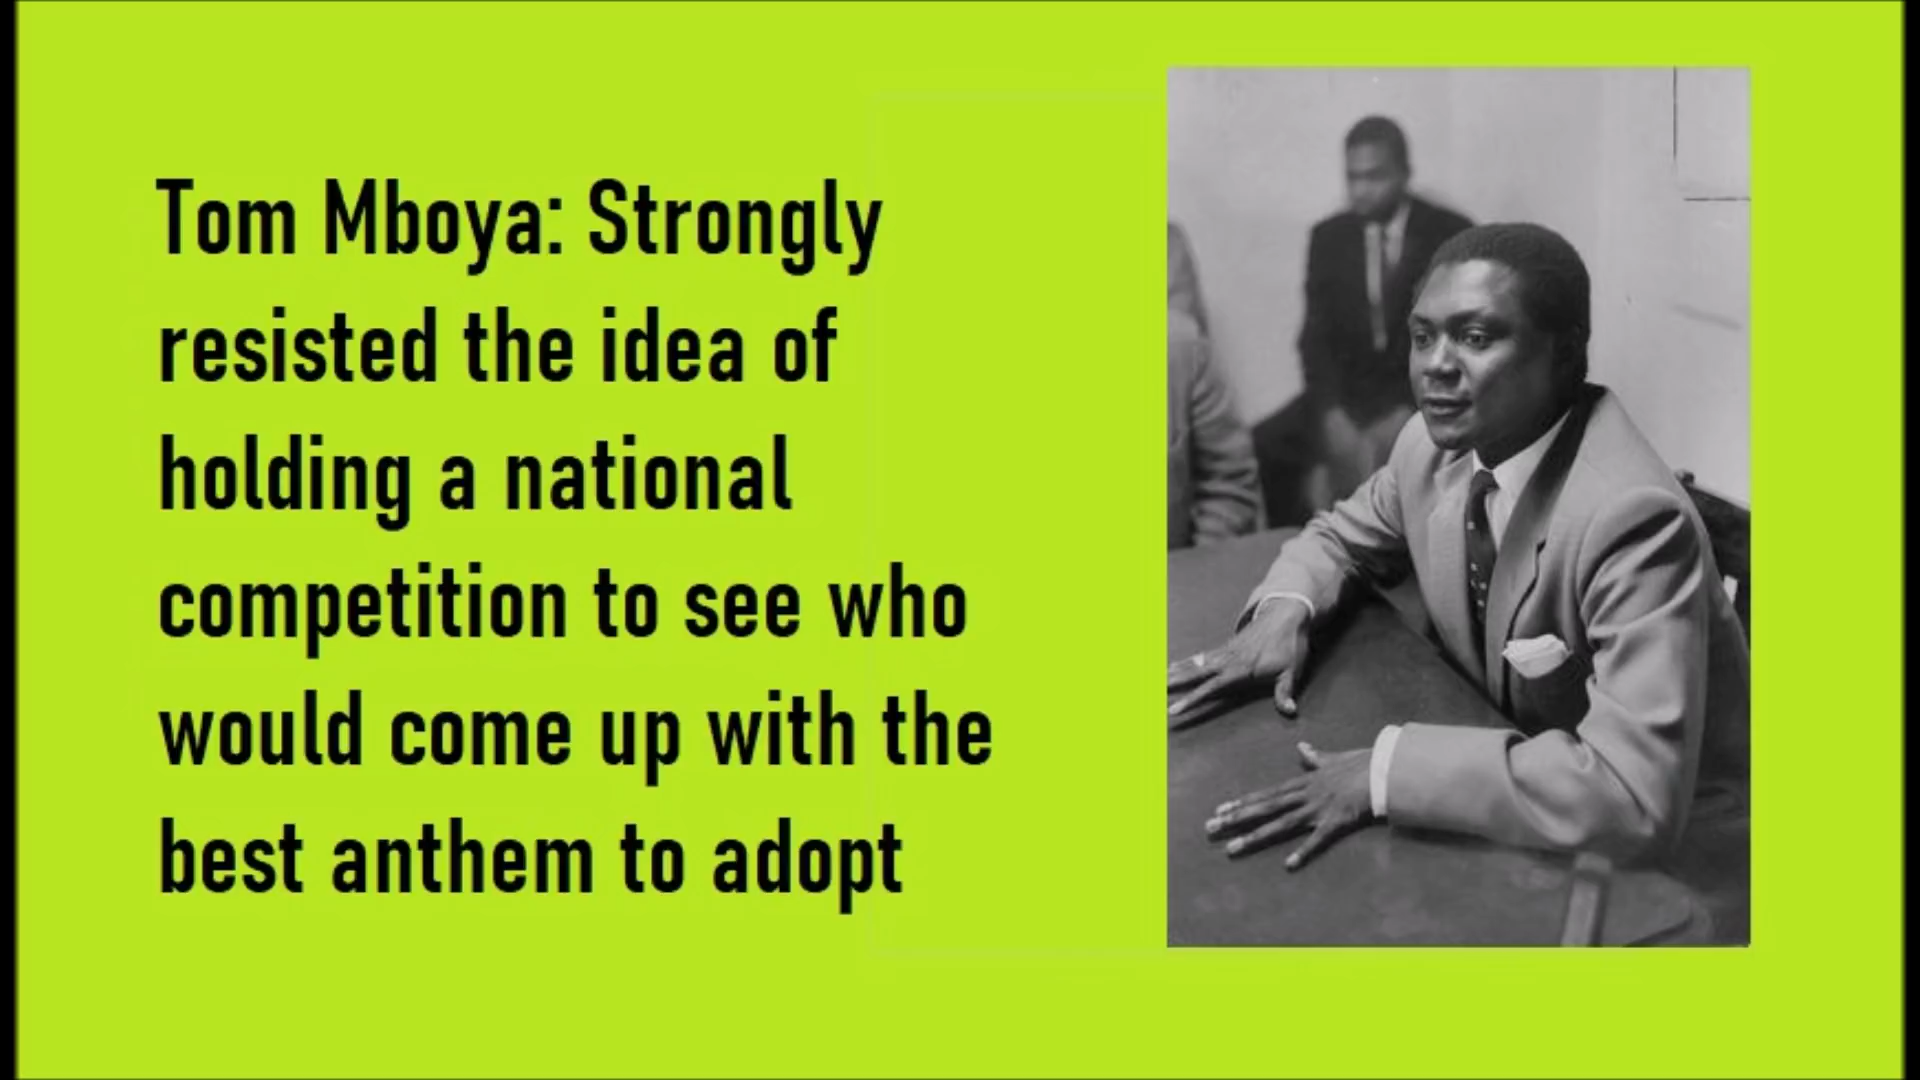 Tom Mboya: Strongly
resisted the idea of
holding a national
competition to see who
would come up with the
best anthem to adopt